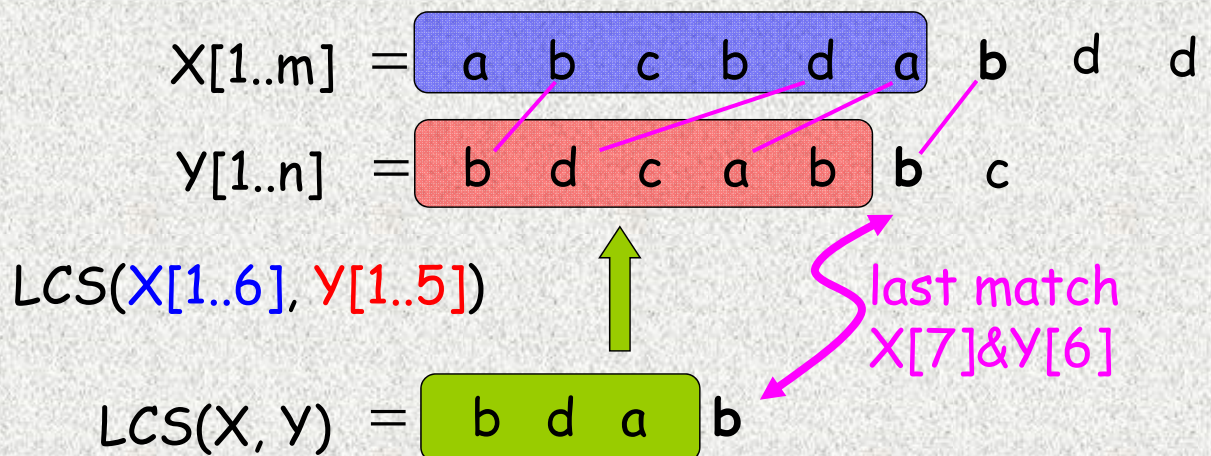 X[1..m] = a b c b d a b d d
Y[1..n] = b d c a b b c
LCS(X[1..6], Y[1..5])
last match
X[7]&Y[6]
LCS(X, Y) = b d a b